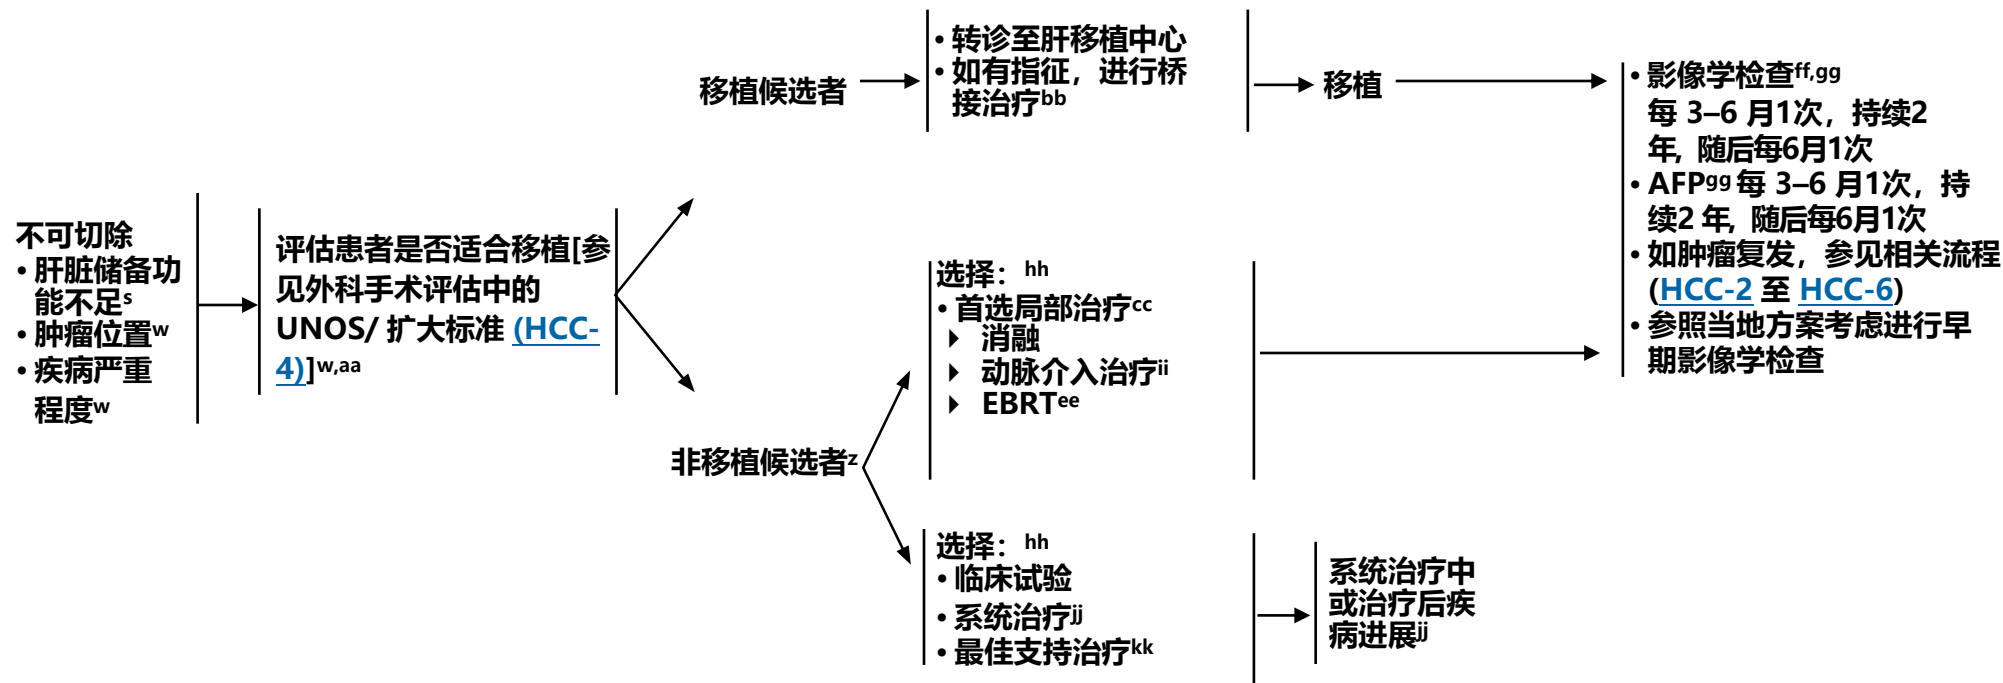 不可切除
• 肝脏储备功
能不足s
• 肿瘤位置w
• 疾病严重
程度w
评估患者是否适合移植[参
见外科手术评估中的
UNOS/ 扩大标准 (HCC-
4)]w,aa
移植候选者
• 转诊至肝移植中心
• 如有指征，进行桥
接治疗bb
移植
非移植候选者z
选择：hh
• 首选局部治疗cc
消融
动脉介入治疗ii
EBRTee
选择：hh
• 临床试验
• 系统治疗jj
• 最佳支持治疗kk
系统治疗中
或治疗后疾
病进展jj
• 影像学检查ff,gg
每 3–6 月1次，持续2
年, 随后每6月1次
• AFPgg 每 3–6 月1次，持
续2 年, 随后每6月1次
• 如肿瘤复发，参见相关流程
(HCC-2 至 HCC-6)
• 参照当地方案考虑进行早
期影像学检查